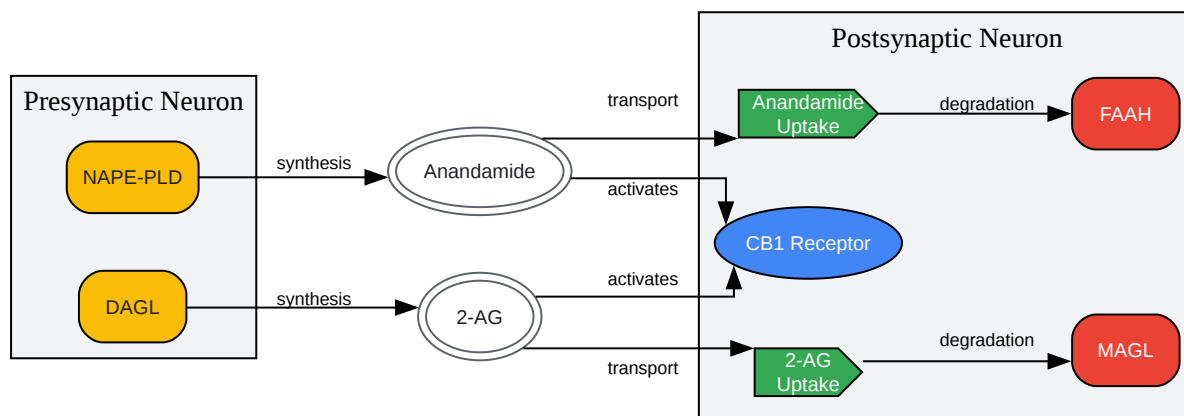 Postsynaptic Neuron
Presynaptic Neuron
transport
Anandamide
Uptake
degradation
FAAH
NAPE-PLD
synthesis
Anandamide
activates
CB1 Receptor
DAGL
synthesis
2-AG
activates
transport
2-AG
Uptake
degradation
MAGL